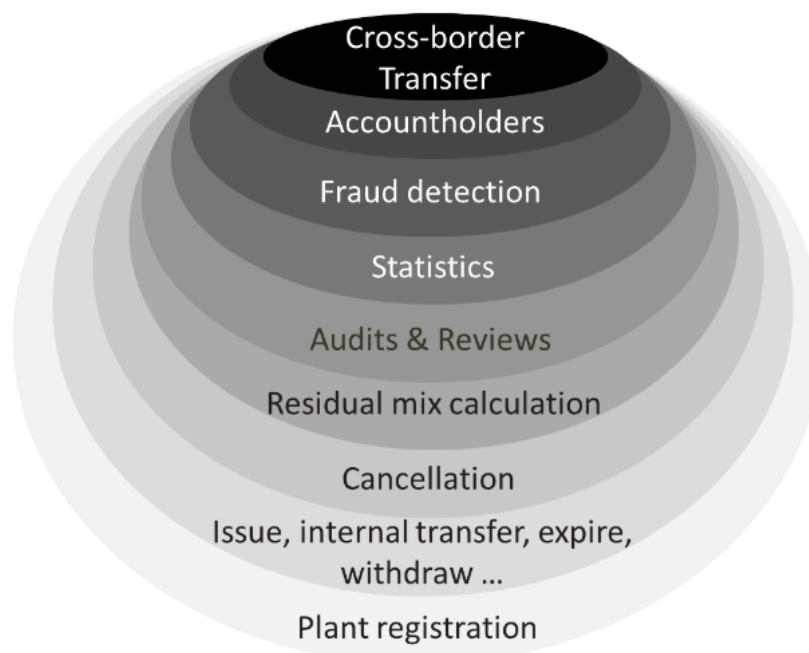 Cross-border
Transfer
Accountholders
Fraud detection
Statistics
Audits & Reviews
Residual mix calculation
Cancellation
Issue, internal transfer, expire,
withdraw ...
Plant registration